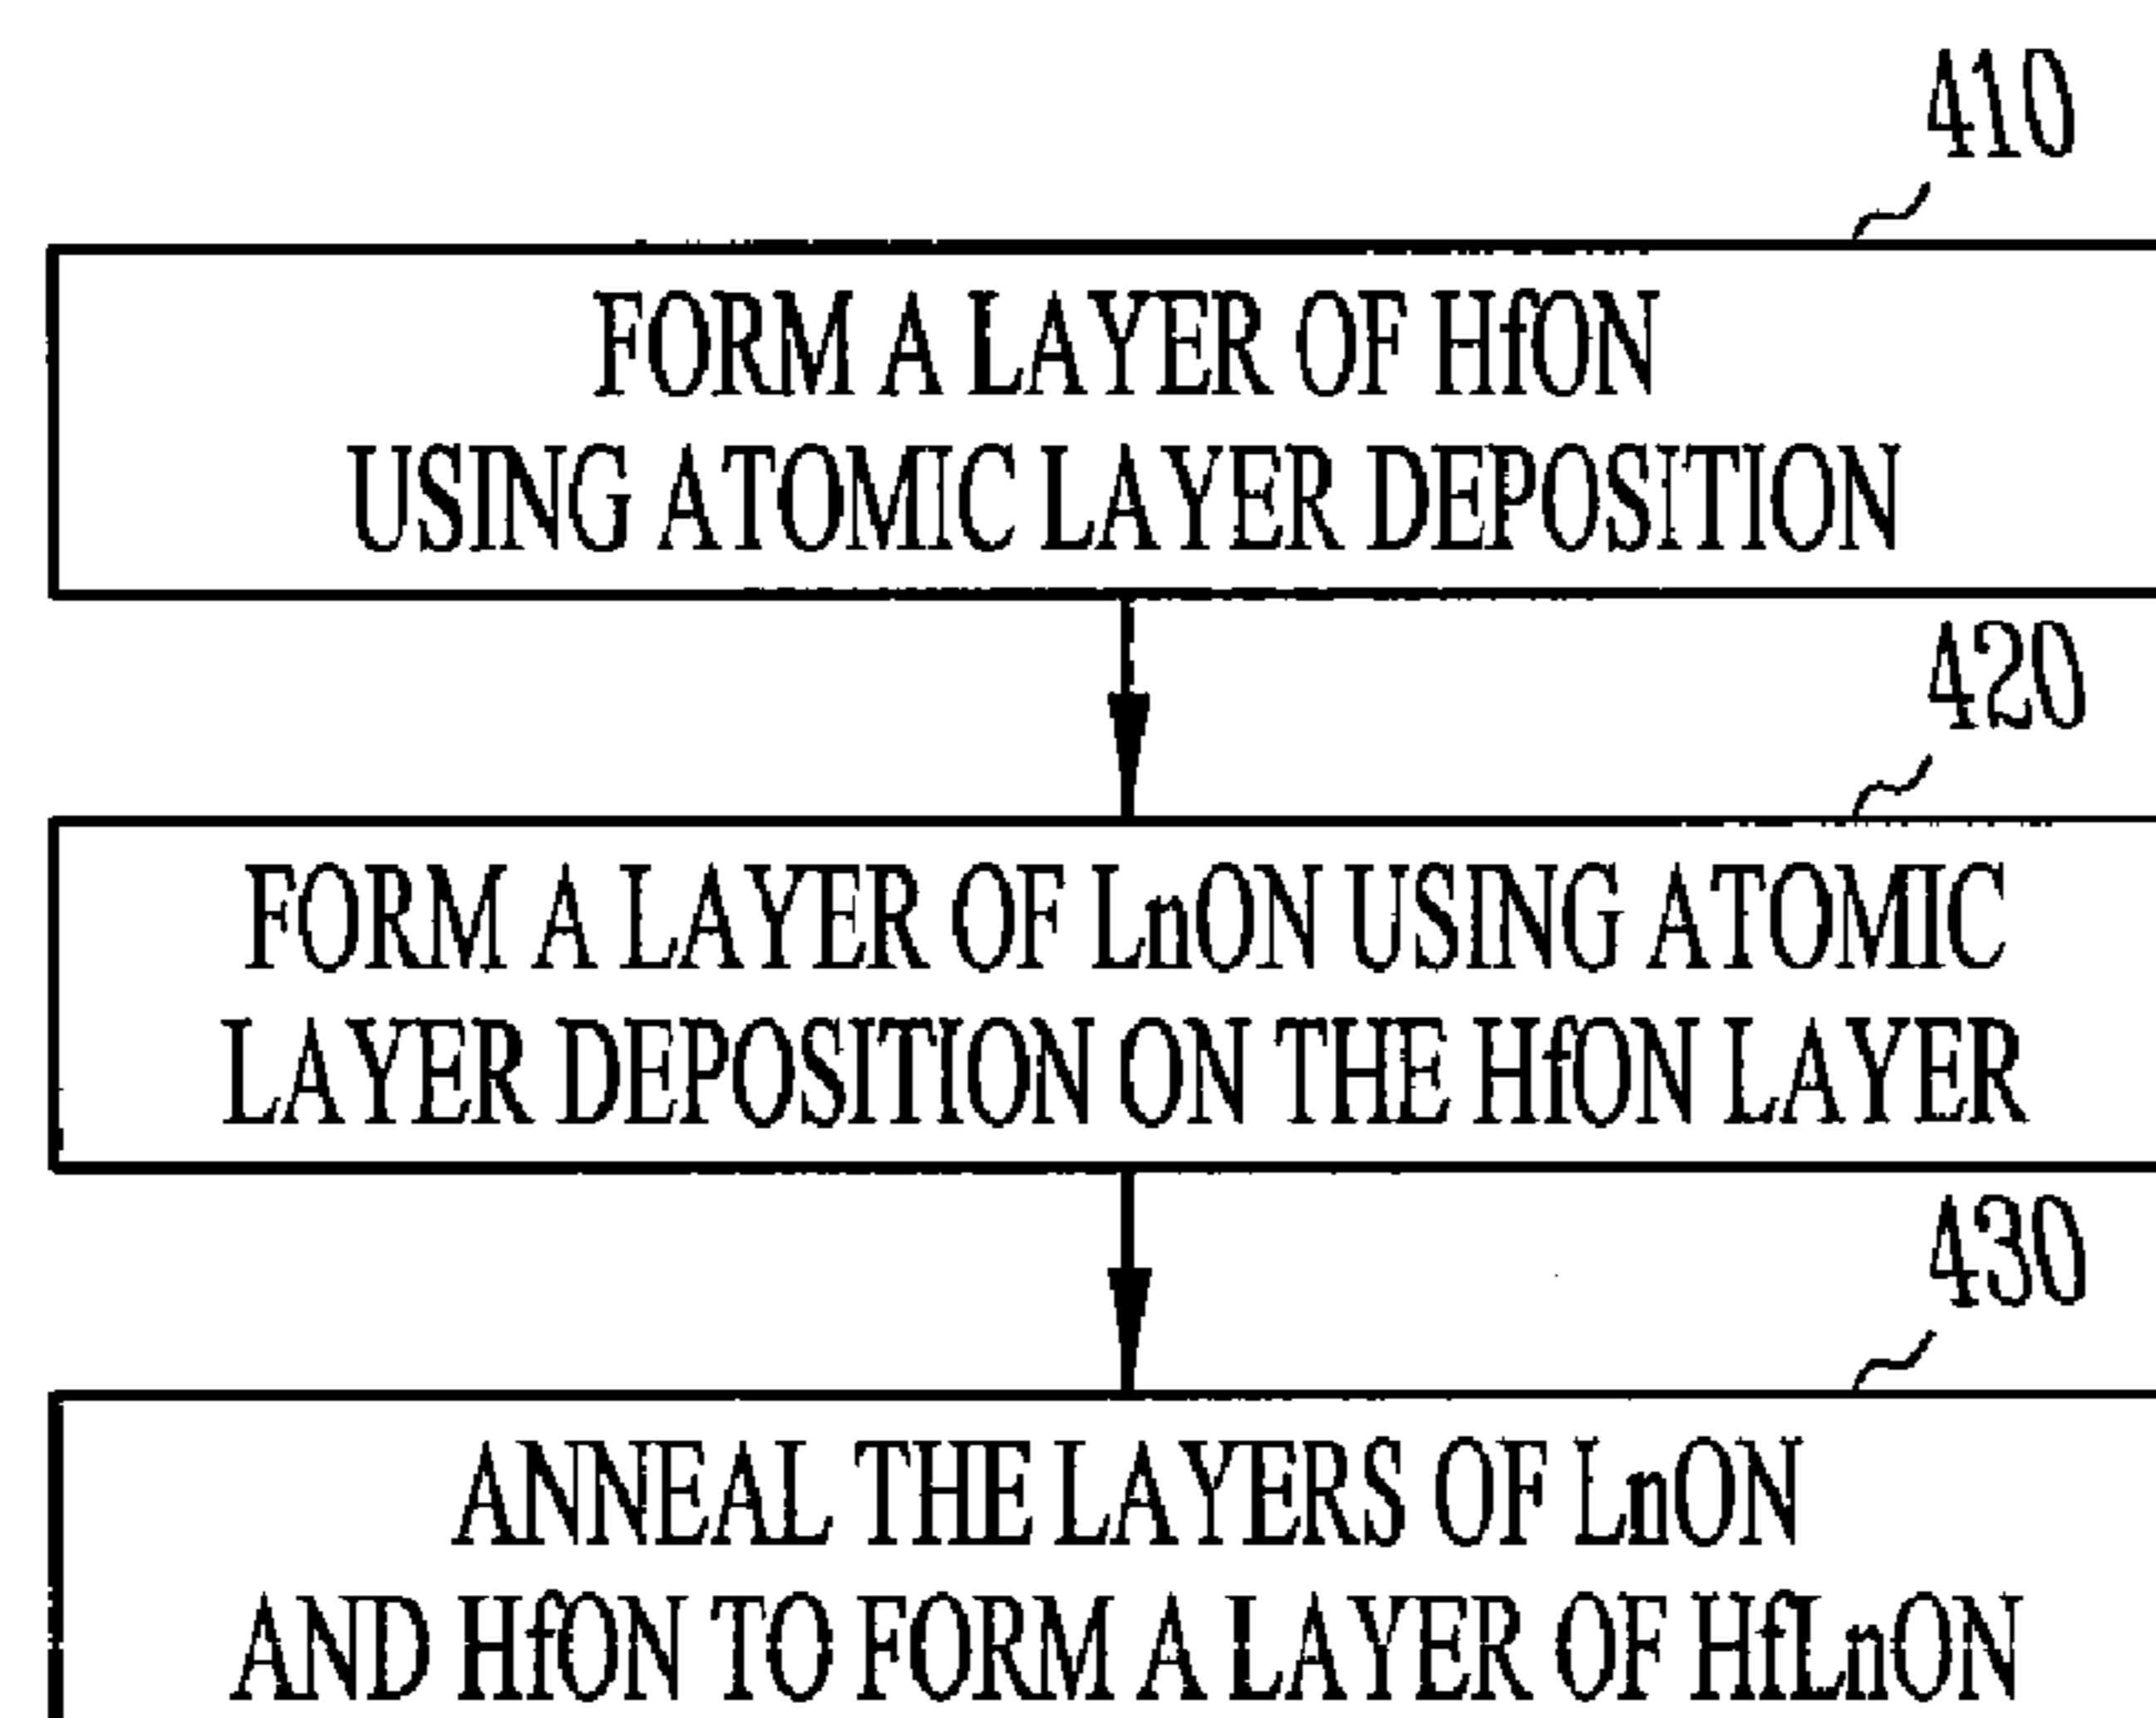 410
FORM A LAYER OF HfON
USING ATOMIC LAYER DEPOSITION
420
FORM A LAYER OF LnON USING ATOMIC
LAYER DEPOSITION ON THE HfON LAYER
430
ANNEAL THE LAYERS OF LnON
AND HfON TO FORM A LAYER OF HfLnON